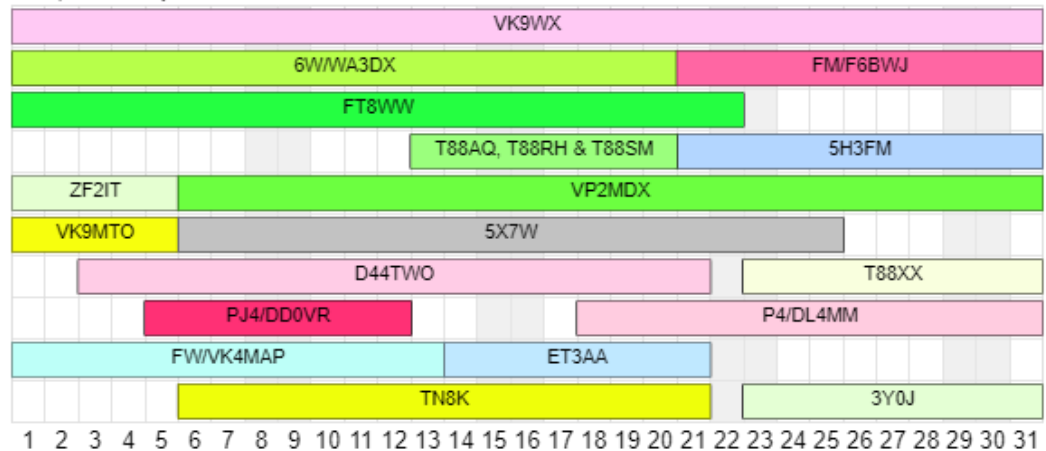 VK9WX
6W/WA3DX FM/F6BWJ
FT8WW
T88AQ, T88RH & T88SM 5H3FM
ZF2IT VP2MDX
VK9MTO 5X7W
D44TWO T88XX
PJ4/DD0VR P4/DL4MM
FW/VK4MAP ET3AA
TN8K 3Y0J
1 2 3 4 5 6 7 8 9 10 11 12 13 14 15 16 17 18 19 20 21 22 23 24 25 26 27 28 29 30 31